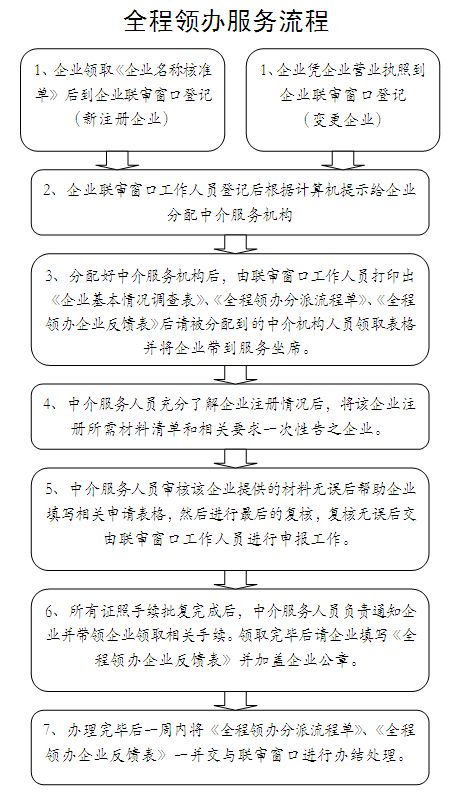 全程领办服务流程
1、企业领取《企业名称核准
单》后到企业联审窗口登记
（新注册企业）
1、企业凭企业营业执照到
企业联审窗口登记
（变更企业）
2、企业联审窗口工作人员登记后根据计算机提示给企业
分配中介服务机构
3、分配好中介服务机构后，由联审窗口工作人员打印出
《企业基本情况调查表》、《全程领办分派流程单》、《全程
领办企业反馈表》后请被分配到的中介机构人员领取表格
并将企业带到服务坐席。
4、中介服务人员充分了解企业注册情况后，将该企业注
册所需材料清单和相关要求一次性告之企业。
5、中介服务人员审核该企业提供的材料无误后帮助企业
填写相关申请表格，然后进行最后的复核，复核无误后交
由联审窗口工作人员进行申报工作。
6、所有证照手续批复完成后，中介服务人员负责通知企
业并带领企业领取相关手续。领取完毕后请企业填写《全
程领办企业反馈表》并加盖企业公章。
7、办理完毕后一周内将《全程领办分派流程单》、《全程
领办企业反馈表》一并交与联审窗口进行办结处理。